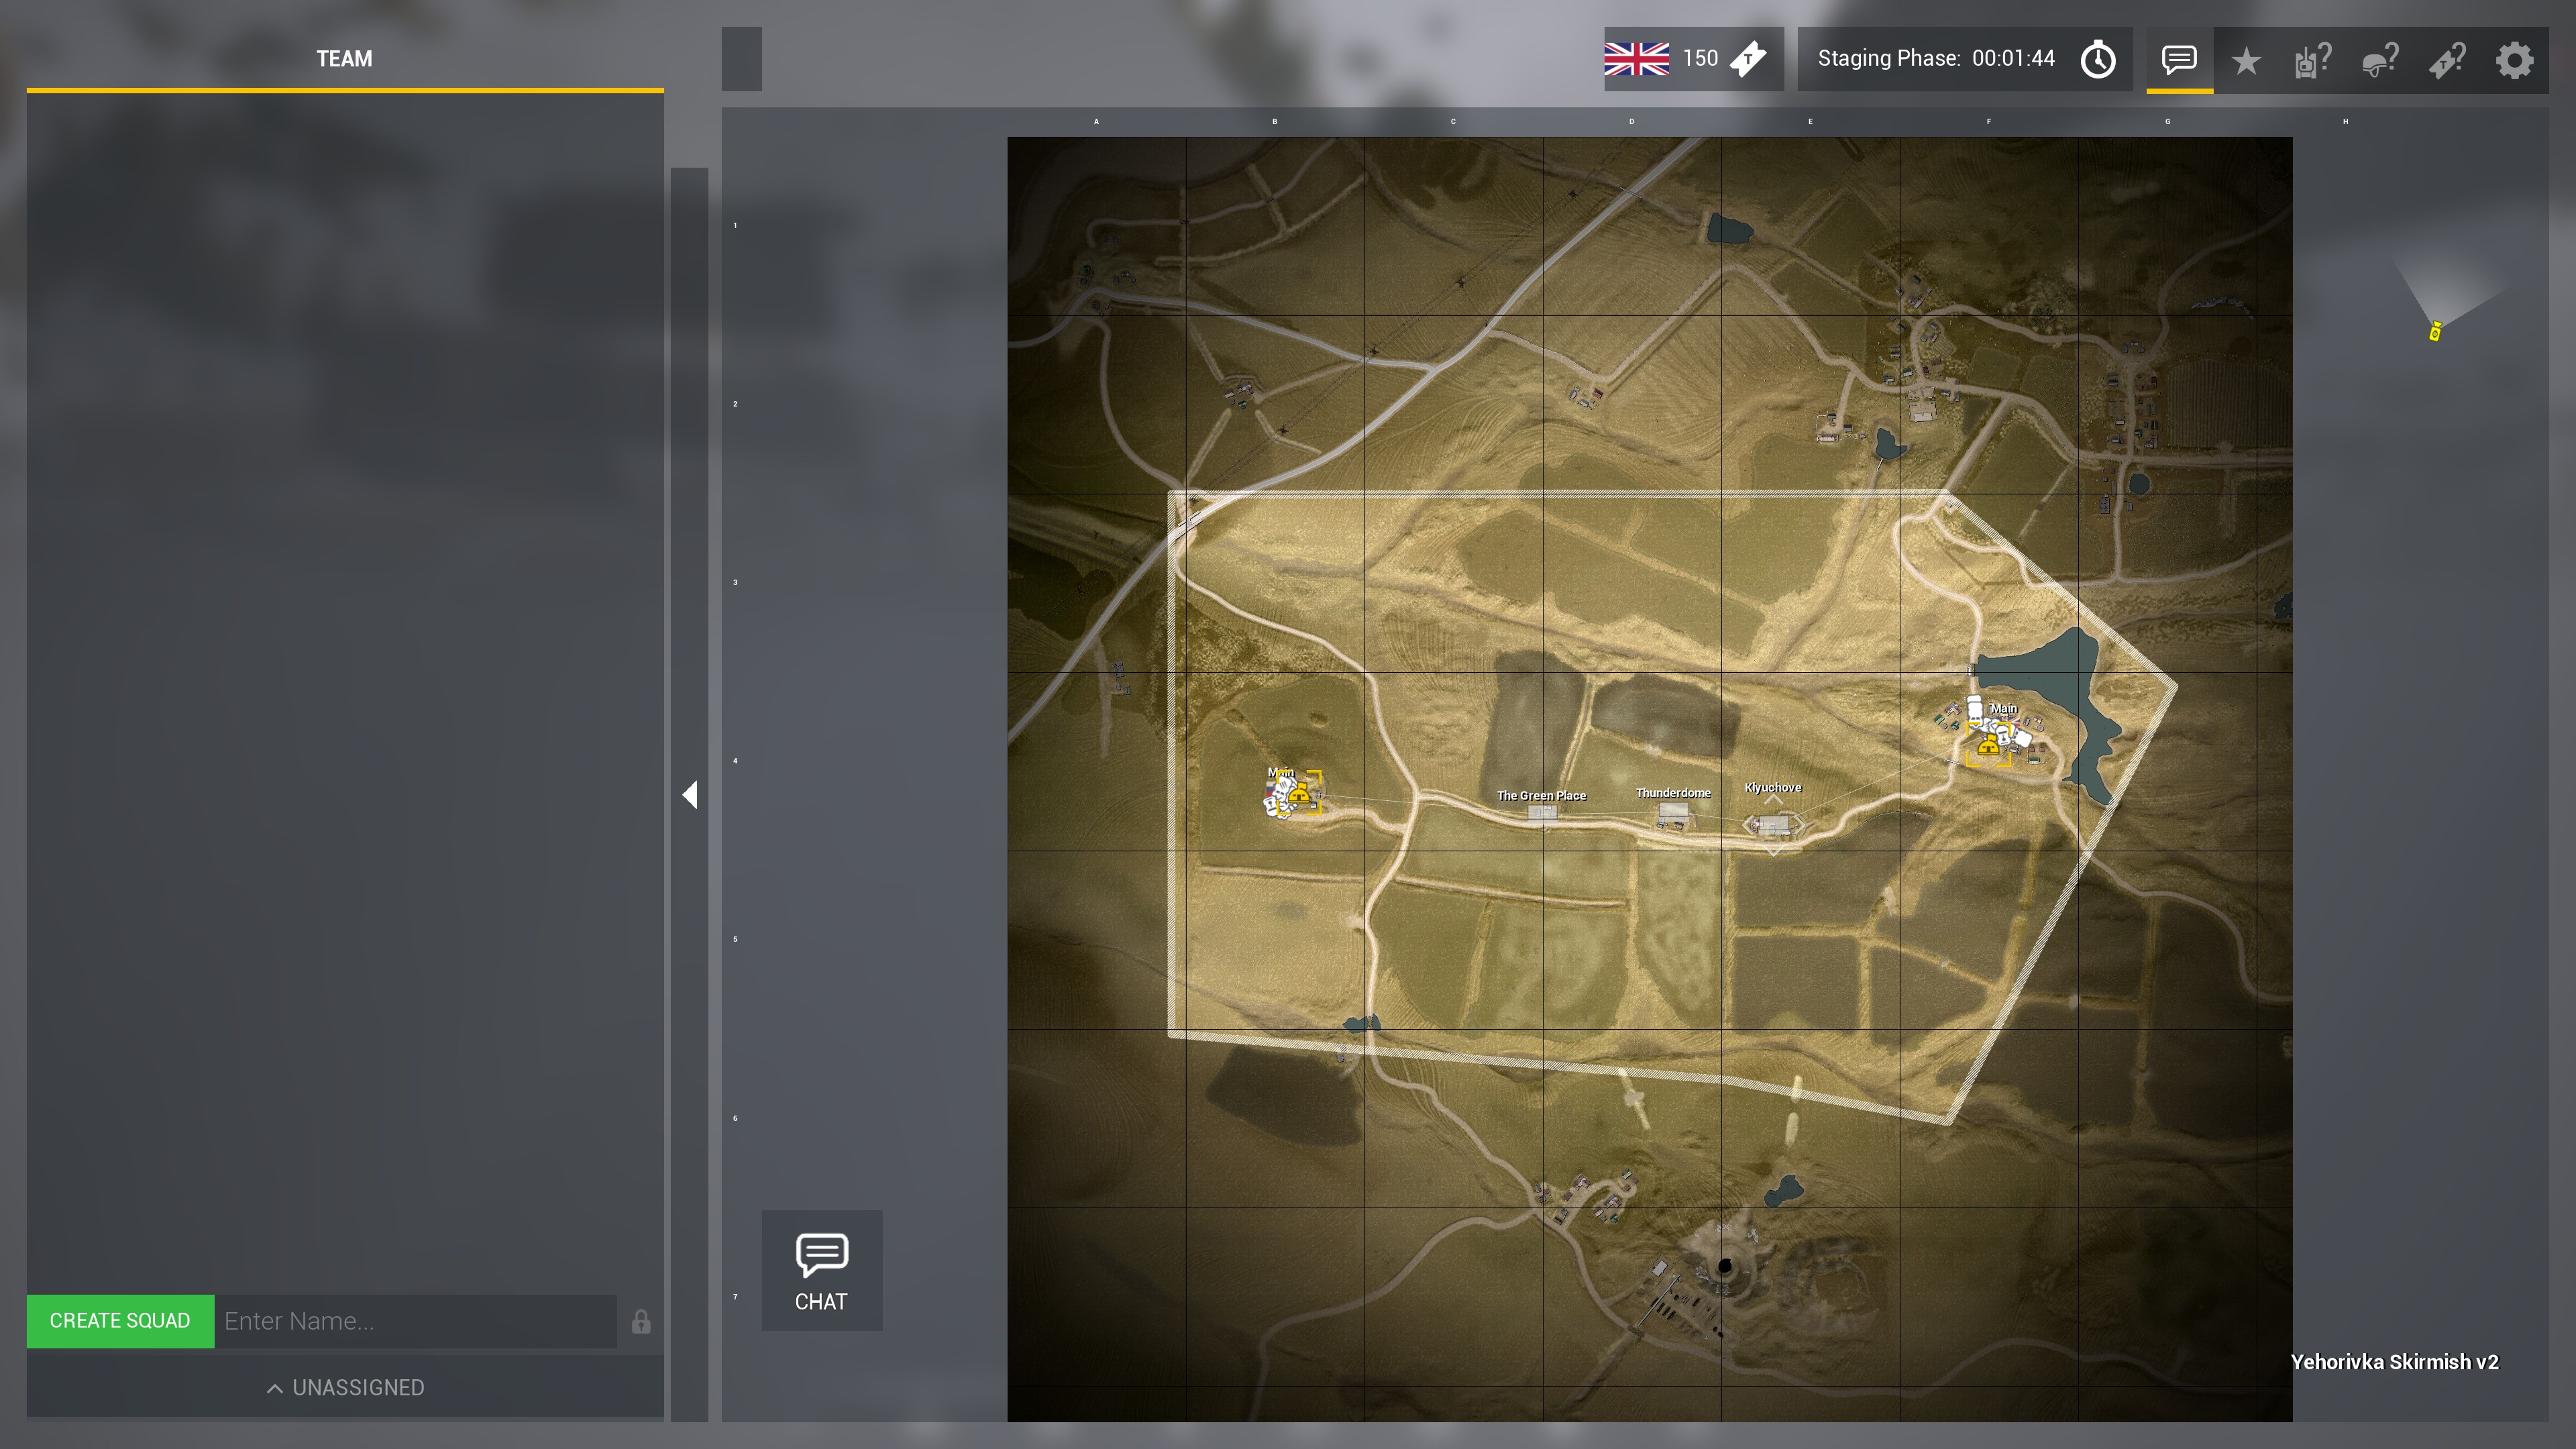 TEAM
150
Staging Phase: 00:01:44
A B C D E F G H
1
2
3
4
5
6
7
Main
Main
The Green Place
Thunderdome
Klyuchove
CHAT
CREATE SQUAD
Enter Name...
UNASSIGNED
Yehorivka Skirmish v2